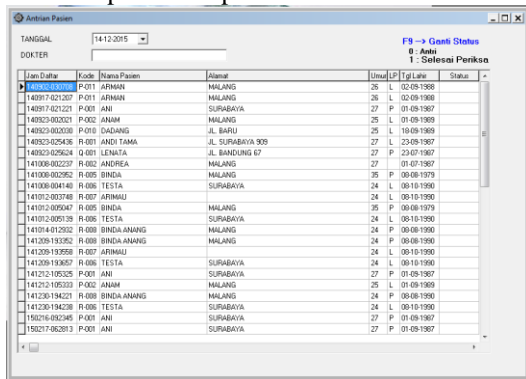 Antrian Pasien
TANGGAL 14-12-2015
F9 --> Ganti Status
0 : Antri
DOKTER
1 : Selesai Periksa
Jam Daftar Kode Nama Pasien Alamat Umur LP Tgl Lahir Status
140902-030708 P-011 ARMAN MALANG 26 L 02-09-1988
140917-021207 P-011 ARMAN MALANG 26 L 02-09-1988
140917-021221 P-001 ANI SURABAYA 27 P 01-09-1987
140923-002021 P-002 ANAM MALANG 25 L 01-09-1989
140923-002030 P-010 DADANG JL. BARU 25 L 18-09-1989
140923-025436 R-001 ANDI TAMA JL. SURABAYA 909 27 L 23-09-1987
140923-025624 Q-001 LENATA JL. BANDUNG 67 27 P 23-07-1987
141008-002237 R-002 ANDREA MALANG 27 01-07-1987
141008-002952 R-005 BINDA MALANG 35 P 08-08-1979
141008-004140 R-006 TESTA SURABAYA 24 L 08-10-1990
141012-003748 R-007 ARIMAU 24 L 08-10-1990
141012-005047 R-005 BINDA MALANG 35 P 08-08-1979
141012-005139 R-006 TESTA SURABAYA 24 L 08-10-1990
141014-012932 R-008 BINDA ANANG MALANG 24 P 08-08-1990
141209-193352 R-008 BINDA ANANG MALANG 24 P 08-08-1990
141209-193558 R-007 ARIMAU 24 L 08-10-1990
141209-193657 R-006 TESTA SURABAYA 24 L 08-10-1990
141212-105325 P-001 ANI SURABAYA 27 P 01-09-1987
141212-105333 P-002 ANAM MALANG 25 L 01-09-1989
141230-194221 R-008 BINDA ANANG MALANG 24 P 08-08-1990
141230-194238 R-006 TESTA SURABAYA 24 L 08-10-1990
150216-092345 P-001 ANI SURABAYA 27 P 01-09-1987
150217-062813 P-001 ANI SURABAYA 27 P 01-09-1987